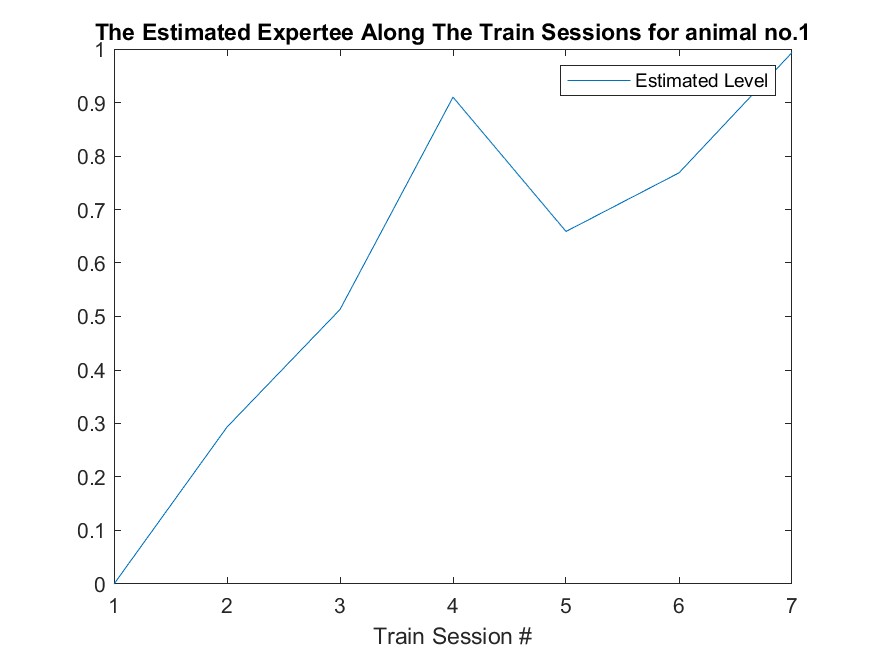 The Estimated Expertee Along The Train Sessions for animal no.1
1
Estimated Level
0.9
0.8
0.7
0.6
0.5
0.4
0.3
0.2
0.1
0
1 2 3 4 5 6 7
Train Session #